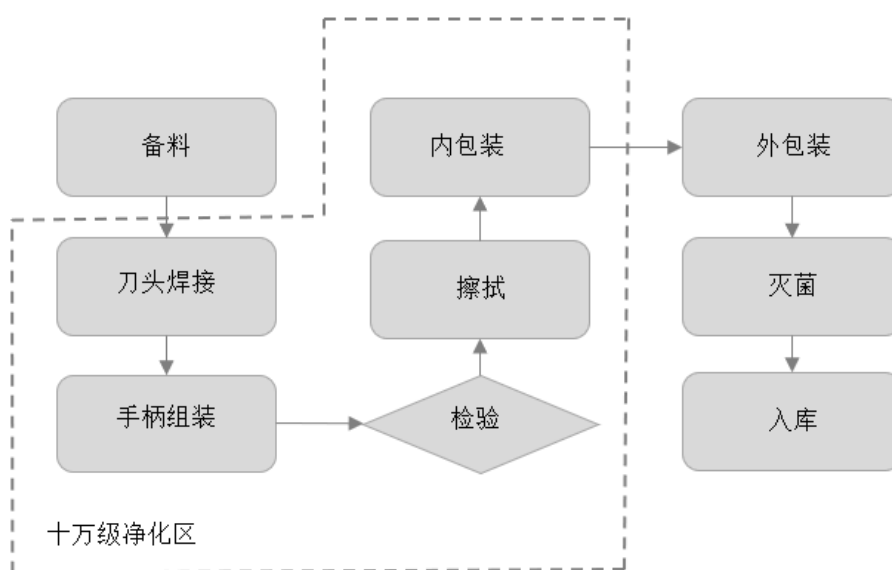 备料
刀头焊接
手柄组装
检验
擦拭
内包装
外包装
灭菌
入库
十万级净化区